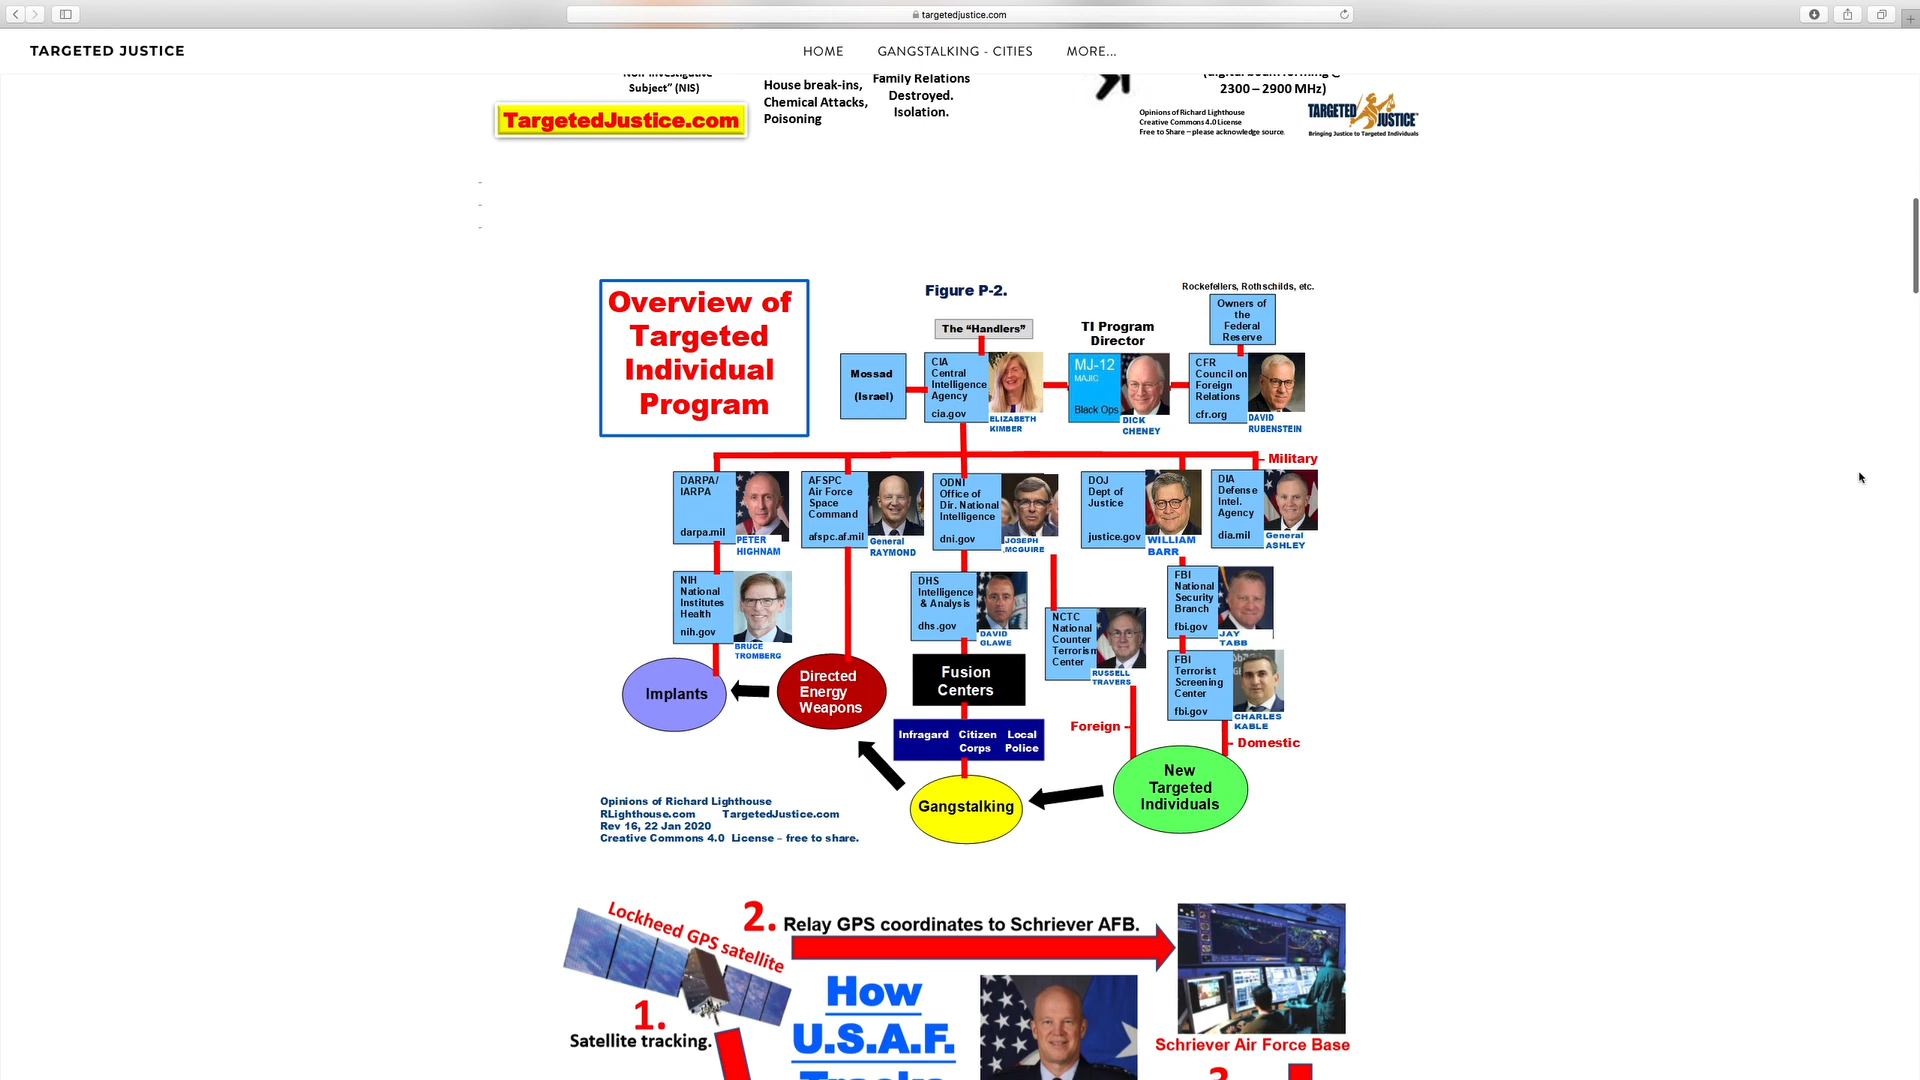 targetedjustice.com
TARGETED JUSTICE
HOME
GANGSTALKING - CITIES
MORE...
Subject” (NIS)
TargetedJustice.com
House break-ins,
Chemical Attacks,
Poisoning
Family Relations
Destroyed.
Isolation.
2300 – 2900 MHz)
Opinions of Richard Lighthouse
Creative Commons 4.0 License
Free to Share – please acknowledge source.
TARGETED
JUSTICE
Bringing Justice to Targeted Individuals
-
-
-
Overview of
Targeted
Individual
Program
Figure P-2.
Rockefellers, Rothschilds, etc.
Owners of
the
Federal
Reserve
The “Handlers”
TI Program
Director
Mossad
(Israel)
CIA
Central
Intelligence
Agency
cia.gov
ELIZABETH
KIMBER
MJ-12
MAJIC
Black Ops
DICK
CHENEY
CFR
Council on
Foreign
Relations
cfr.org
DAVID
RUBENSTEIN
Military
DARPA/
IARPA
darpa.mil
PETER
HIGHNAM
AFSPC
Air Force
Space
Command
afspc.af.mil
General
RAYMOND
ODNI
Office of
Dir. National
Intelligence
dni.gov
JOSEPH
MCGUIRE
DOJ
Dept of
Justice
justice.gov
WILLIAM
BARR
DIA
Defense
Intel.
Agency
dia.mil
General
ASHLEY
NIH
National
Institutes
Health
nih.gov
BRUCE
TROMBERG
DHS
Intelligence
& Analysis
dhs.gov
DAVID
GLAWE
NCTC
National
Counter
Terrorism
Center
RUSSELL
TRAVERS
FBI
National
Security
Branch
fbi.gov
JAY
TABB
FBI
Terrorist
Screening
Center
fbi.gov
CHARLES
KABLE
Implants
Directed
Energy
Weapons
Fusion
Centers
Infragard Citizen Local
Corps Police
Foreign
Domestic
New
Targeted
Individuals
Gangstalking
Opinions of Richard Lighthouse
RLighthouse.com TargetedJustice.com
Rev 16, 22 Jan 2020
Creative Commons 4.0 License – free to share.
Lockheed GPS satellite
2. Relay GPS coordinates to Schriever AFB.
1.
Satellite tracking.
How
U.S.A.F.
Tracks
Schriever Air Force Base
3